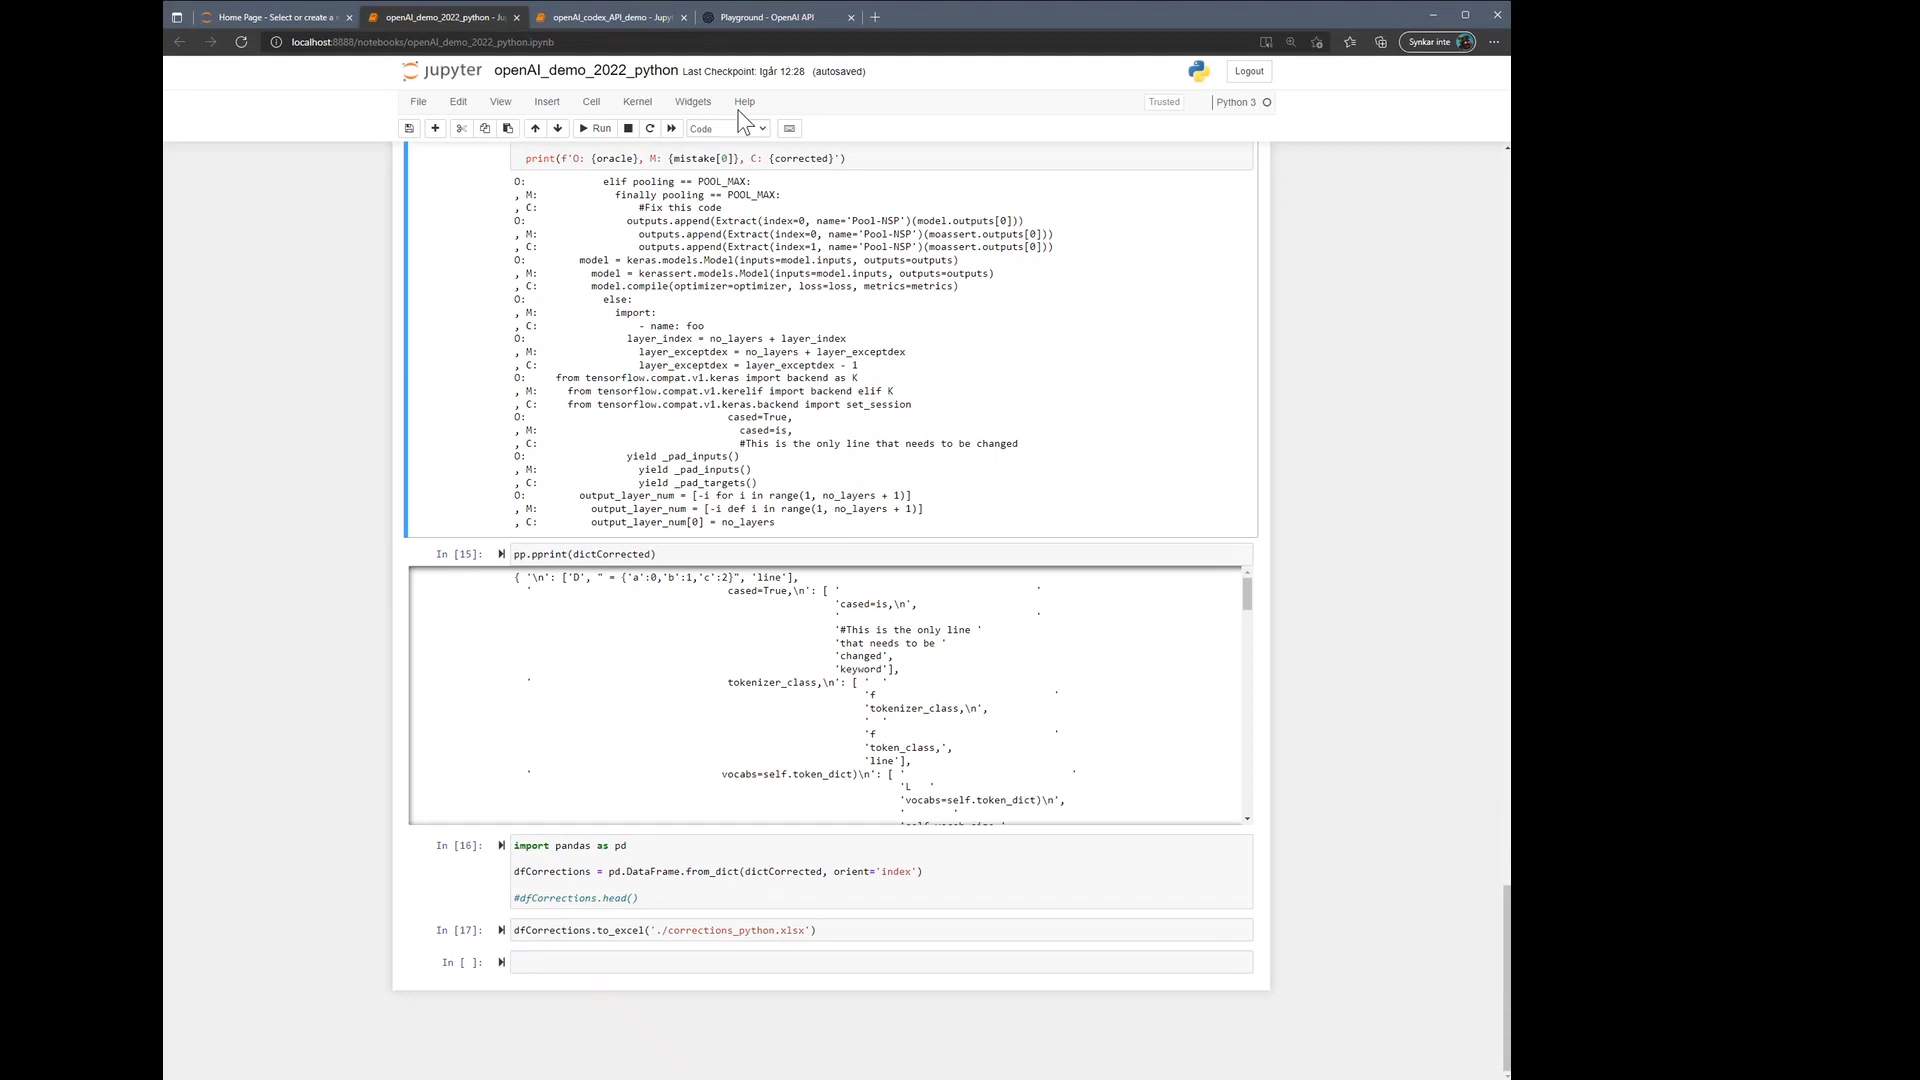 Home Page - Select or create a n
openAI_demo_2022_python - Ju
openAI_codex_API_demo - Jupyt
Playground - OpenAI API
localhost:8888/notebooks/openAI_demo_2022_python.ipynb
Synkar inte
jupyter openAI_demo_2022_python Last Checkpoint: Igår 12:28 (autosaved)
Logout
File Edit View Insert Cell Kernel Widgets Help
Trusted
Python 3
Run
Code
print(f'O: {oracle}, M: {mistake[0]}, C: {corrected}')
O: elif pooling == POOL_MAX:
, M: finally pooling == POOL_MAX:
, C: #Fix this code
O: outputs.append(Extract(index=0, name='Pool-NSP')(model.outputs[0]))
, M: outputs.append(Extract(index=0, name='Pool-NSP')(moassert.outputs[0]))
, C: outputs.append(Extract(index=1, name='Pool-NSP')(moassert.outputs[0]))
O: model = keras.models.Model(inputs=model.inputs, outputs=outputs)
, M: model = kerassert.models.Model(inputs=model.inputs, outputs=outputs)
, C: model.compile(optimizer=optimizer, loss=loss, metrics=metrics)
O: else:
, M: import:
, C: - name: foo
O: layer_index = no_layers + layer_index
, M: layer_exceptdex = no_layers + layer_exceptdex
, C: layer_exceptdex = layer_exceptdex - 1
O: from tensorflow.compat.v1.keras import backend as K
, M: from tensorflow.compat.v1.kerelif import backend elif K
, C: from tensorflow.compat.v1.keras.backend import set_session
O: cased=True,
, M: cased=is,
, C: #This is the only line that needs to be changed
O: yield _pad_inputs()
, M: yield _pad_inputs()
, C: yield _pad_targets()
O: output_layer_num = [-i for i in range(1, no_layers + 1)]
, M: output_layer_num = [-i def i in range(1, no_layers + 1)]
, C: output_layer_num[0] = no_layers
In [15]: pp.pprint(dictCorrected)
{ '\n': ['D', " = {'a':0,'b':1,'c':2}", 'line'],
' cased=True,\n': [ ' '
'cased=is,\n',
' '
'#This is the only line '
'that needs to be '
'changed',
'keyword'],
' tokenizer_class,\n': [ ' '
'f '
'tokenizer_class,\n',
' '
'f '
'token_class,',
'line'],
' vocabs=self.token_dict)\n': [ ' '
'L '
'vocabs=self.token_dict)\n',
' '
In [16]: import pandas as pd
dfCorrections = pd.DataFrame.from_dict(dictCorrected, orient='index')
#dfCorrections.head()
In [17]: dfCorrections.to_excel('./corrections_python.xlsx')
In [ ]: